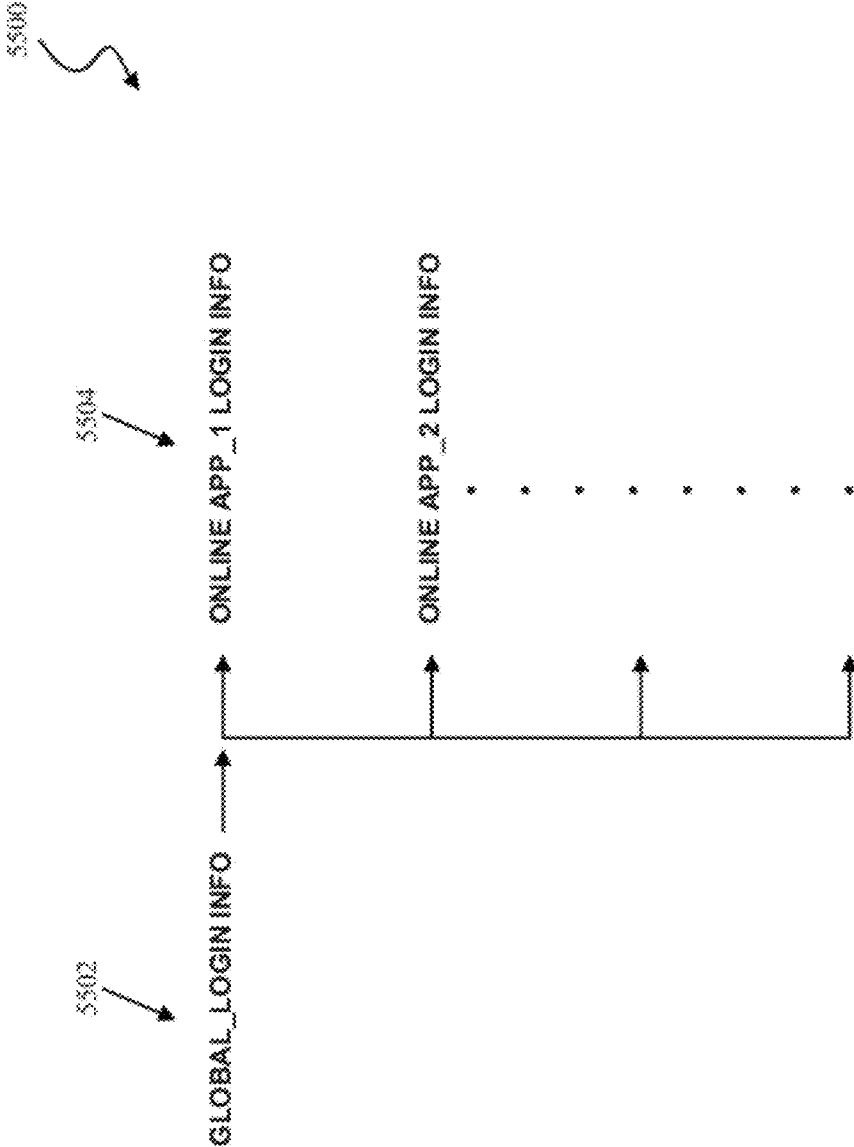 5500
5502
5504
GLOBAL_LOGIN INFO
ONLINE APP_1 LOGIN INFO
ONLINE APP_2 LOGIN INFO